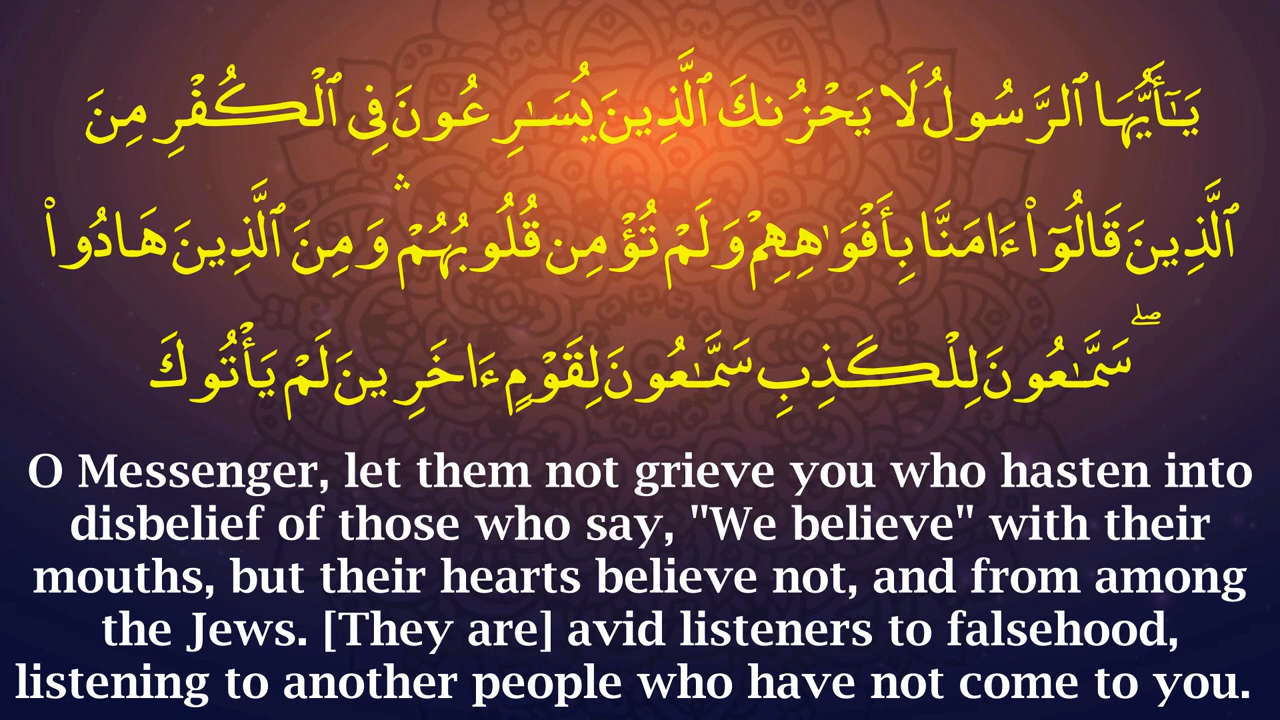 يَـٰٓأَيُّهَا ٱلرَّسُولُ لَا يَحْزُنكَ ٱلَّذِينَ يُسَـٰرِعُونَ فِى ٱلْكُفْرِ مِنَ
ٱلَّذِينَ قَالُوٓا۟ ءَامَنَّا بِأَفْوَٰهِهِمْ وَلَمْ تُؤْمِن قُلُوبُهُمْ ۛ وَمِنَ ٱلَّذِينَ هَادُوا۟
ۖ سَمَّـٰعُونَ لِلْكَذِبِ سَمَّـٰعُونَ لِقَوْمٍ ءَاخَرِينَ لَمْ يَأْتُوكَ
O Messenger, let them not grieve you who hasten into
disbelief of those who say, "We believe" with their
mouths, but their hearts believe not, and from among
the Jews. [They are] avid listeners to falsehood,
listening to another people who have not come to you.